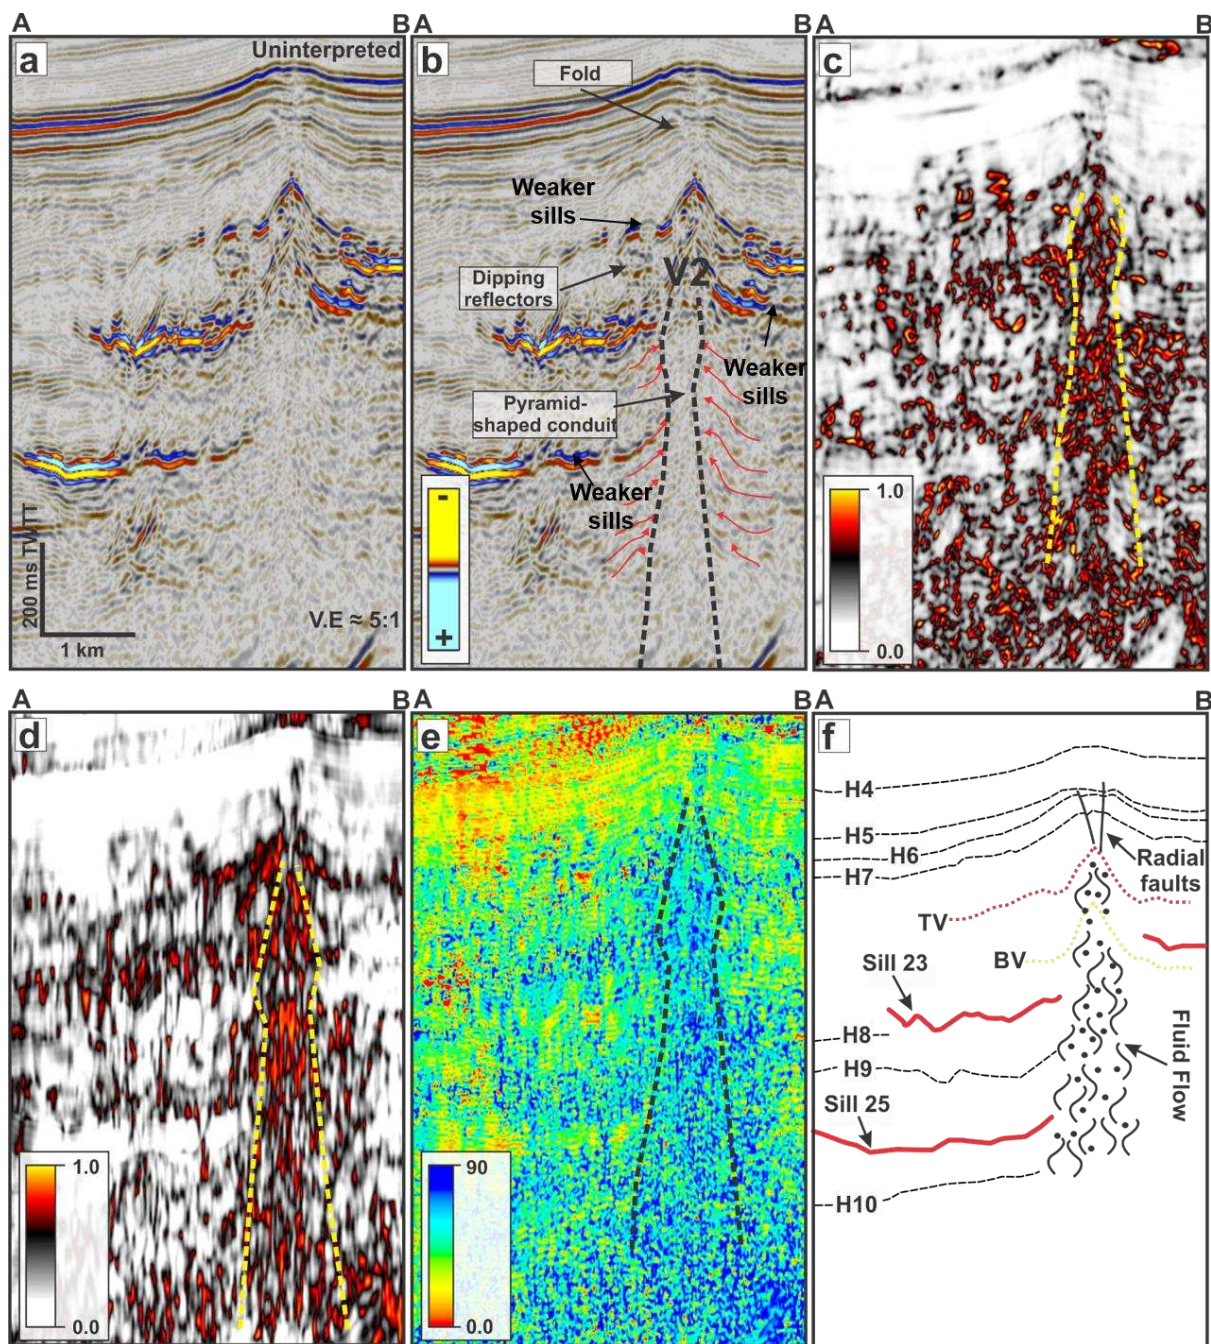 A
B
a
Uninterpreted
200 ms TWTT
1 km
V.E ≈ 5:1
A
B
b
Fold
Weaker
sills
Dipping
reflectors
V2
Weaker
sills
Pyramid-
shaped conduit
Weaker
sills
-
+
A
B
c
1.0
0.0
A
B
d
1.0
0.0
A
B
e
90
0.0
A
B
f
H4
H5
H6
H7
Radial
faults
TV
BV
Sill 23
H8
H9
Fluid Flow
Sill 25
H10